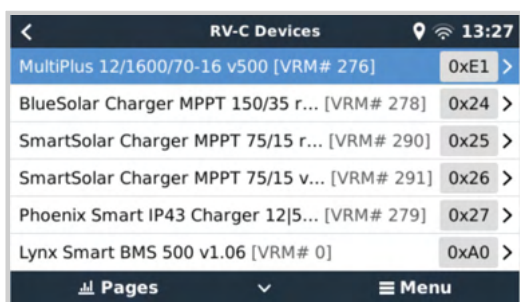 RV-C Devices 13:27
MultiPlus 12/1600/70-16 v500 [VRM# 276] 0xE1
BlueSolar Charger MPPT 150/35 r... [VRM# 278] 0x24
SmartSolar Charger MPPT 75/15 r... [VRM# 290] 0x25
SmartSolar Charger MPPT 75/15 v... [VRM# 291] 0x26
Phoenix Smart IP43 Charger 12|5... [VRM# 279] 0x27
Lynx Smart BMS 500 v1.06 [VRM# 0] 0xA0
Pages Menu